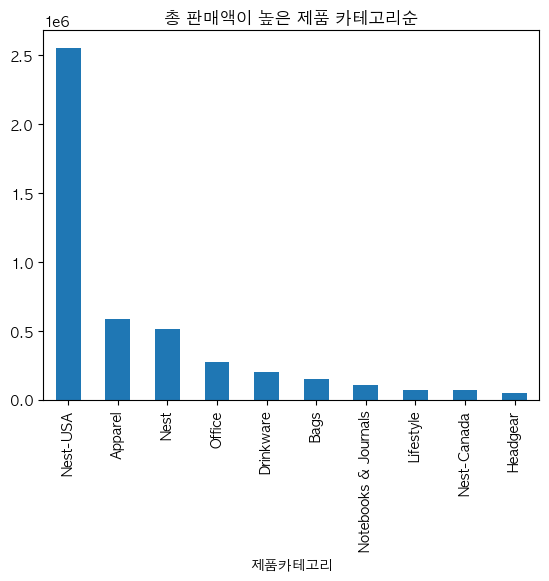 총 판매액이 높은 제품 카테고리순
1e6
2.5
2.0
1.5
1.0
0.5
0.0
Nest-USA
Apparel
Nest
Office
Drinkware
Bags
Notebooks & Journals
Lifestyle
Nest-Canada
Headgear
제품카테고리